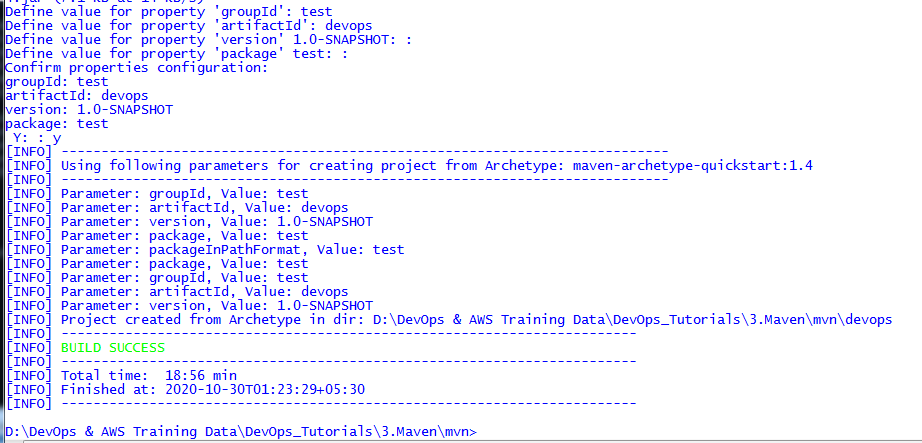 Define value for property 'groupId': test
Define value for property 'artifactId': devops
Define value for property 'version' 1.0-SNAPSHOT: :
Define value for property 'package' test: :
Confirm properties configuration:
groupId: test
artifactId: devops
version: 1.0-SNAPSHOT
package: test
 Y: : y
[INFO] ----------------------------------------------------------------------------
[INFO] Using following parameters for creating project from Archetype: maven-archetype-quickstart:1.4
[INFO] ----------------------------------------------------------------------------
[INFO] Parameter: groupId, Value: test
[INFO] Parameter: artifactId, Value: devops
[INFO] Parameter: version, Value: 1.0-SNAPSHOT
[INFO] Parameter: package, Value: test
[INFO] Parameter: packageInPathFormat, Value: test
[INFO] Parameter: package, Value: test
[INFO] Parameter: groupId, Value: test
[INFO] Parameter: artifactId, Value: devops
[INFO] Parameter: version, Value: 1.0-SNAPSHOT
[INFO] Project created from Archetype in dir: D:\DevOps & AWS Training Data\DevOps_Tutorials\3.Maven\mvn\devops
[INFO] ------------------------------------------------------------------------
[INFO] BUILD SUCCESS
[INFO] ------------------------------------------------------------------------
[INFO] Total time:  18:56 min
[INFO] Finished at: 2020-10-30T01:23:29+05:30
[INFO] ------------------------------------------------------------------------
D:\DevOps & AWS Training Data\DevOps_Tutorials\3.Maven\mvn>